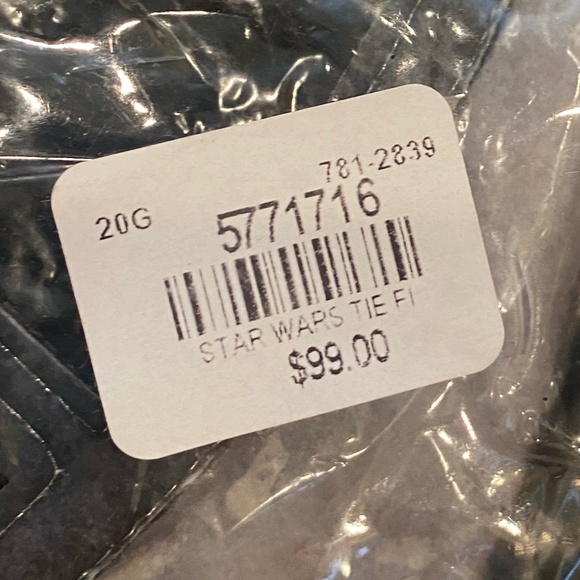 781-2839
20G
5771716
STAR WARS TIE FI
$99.00